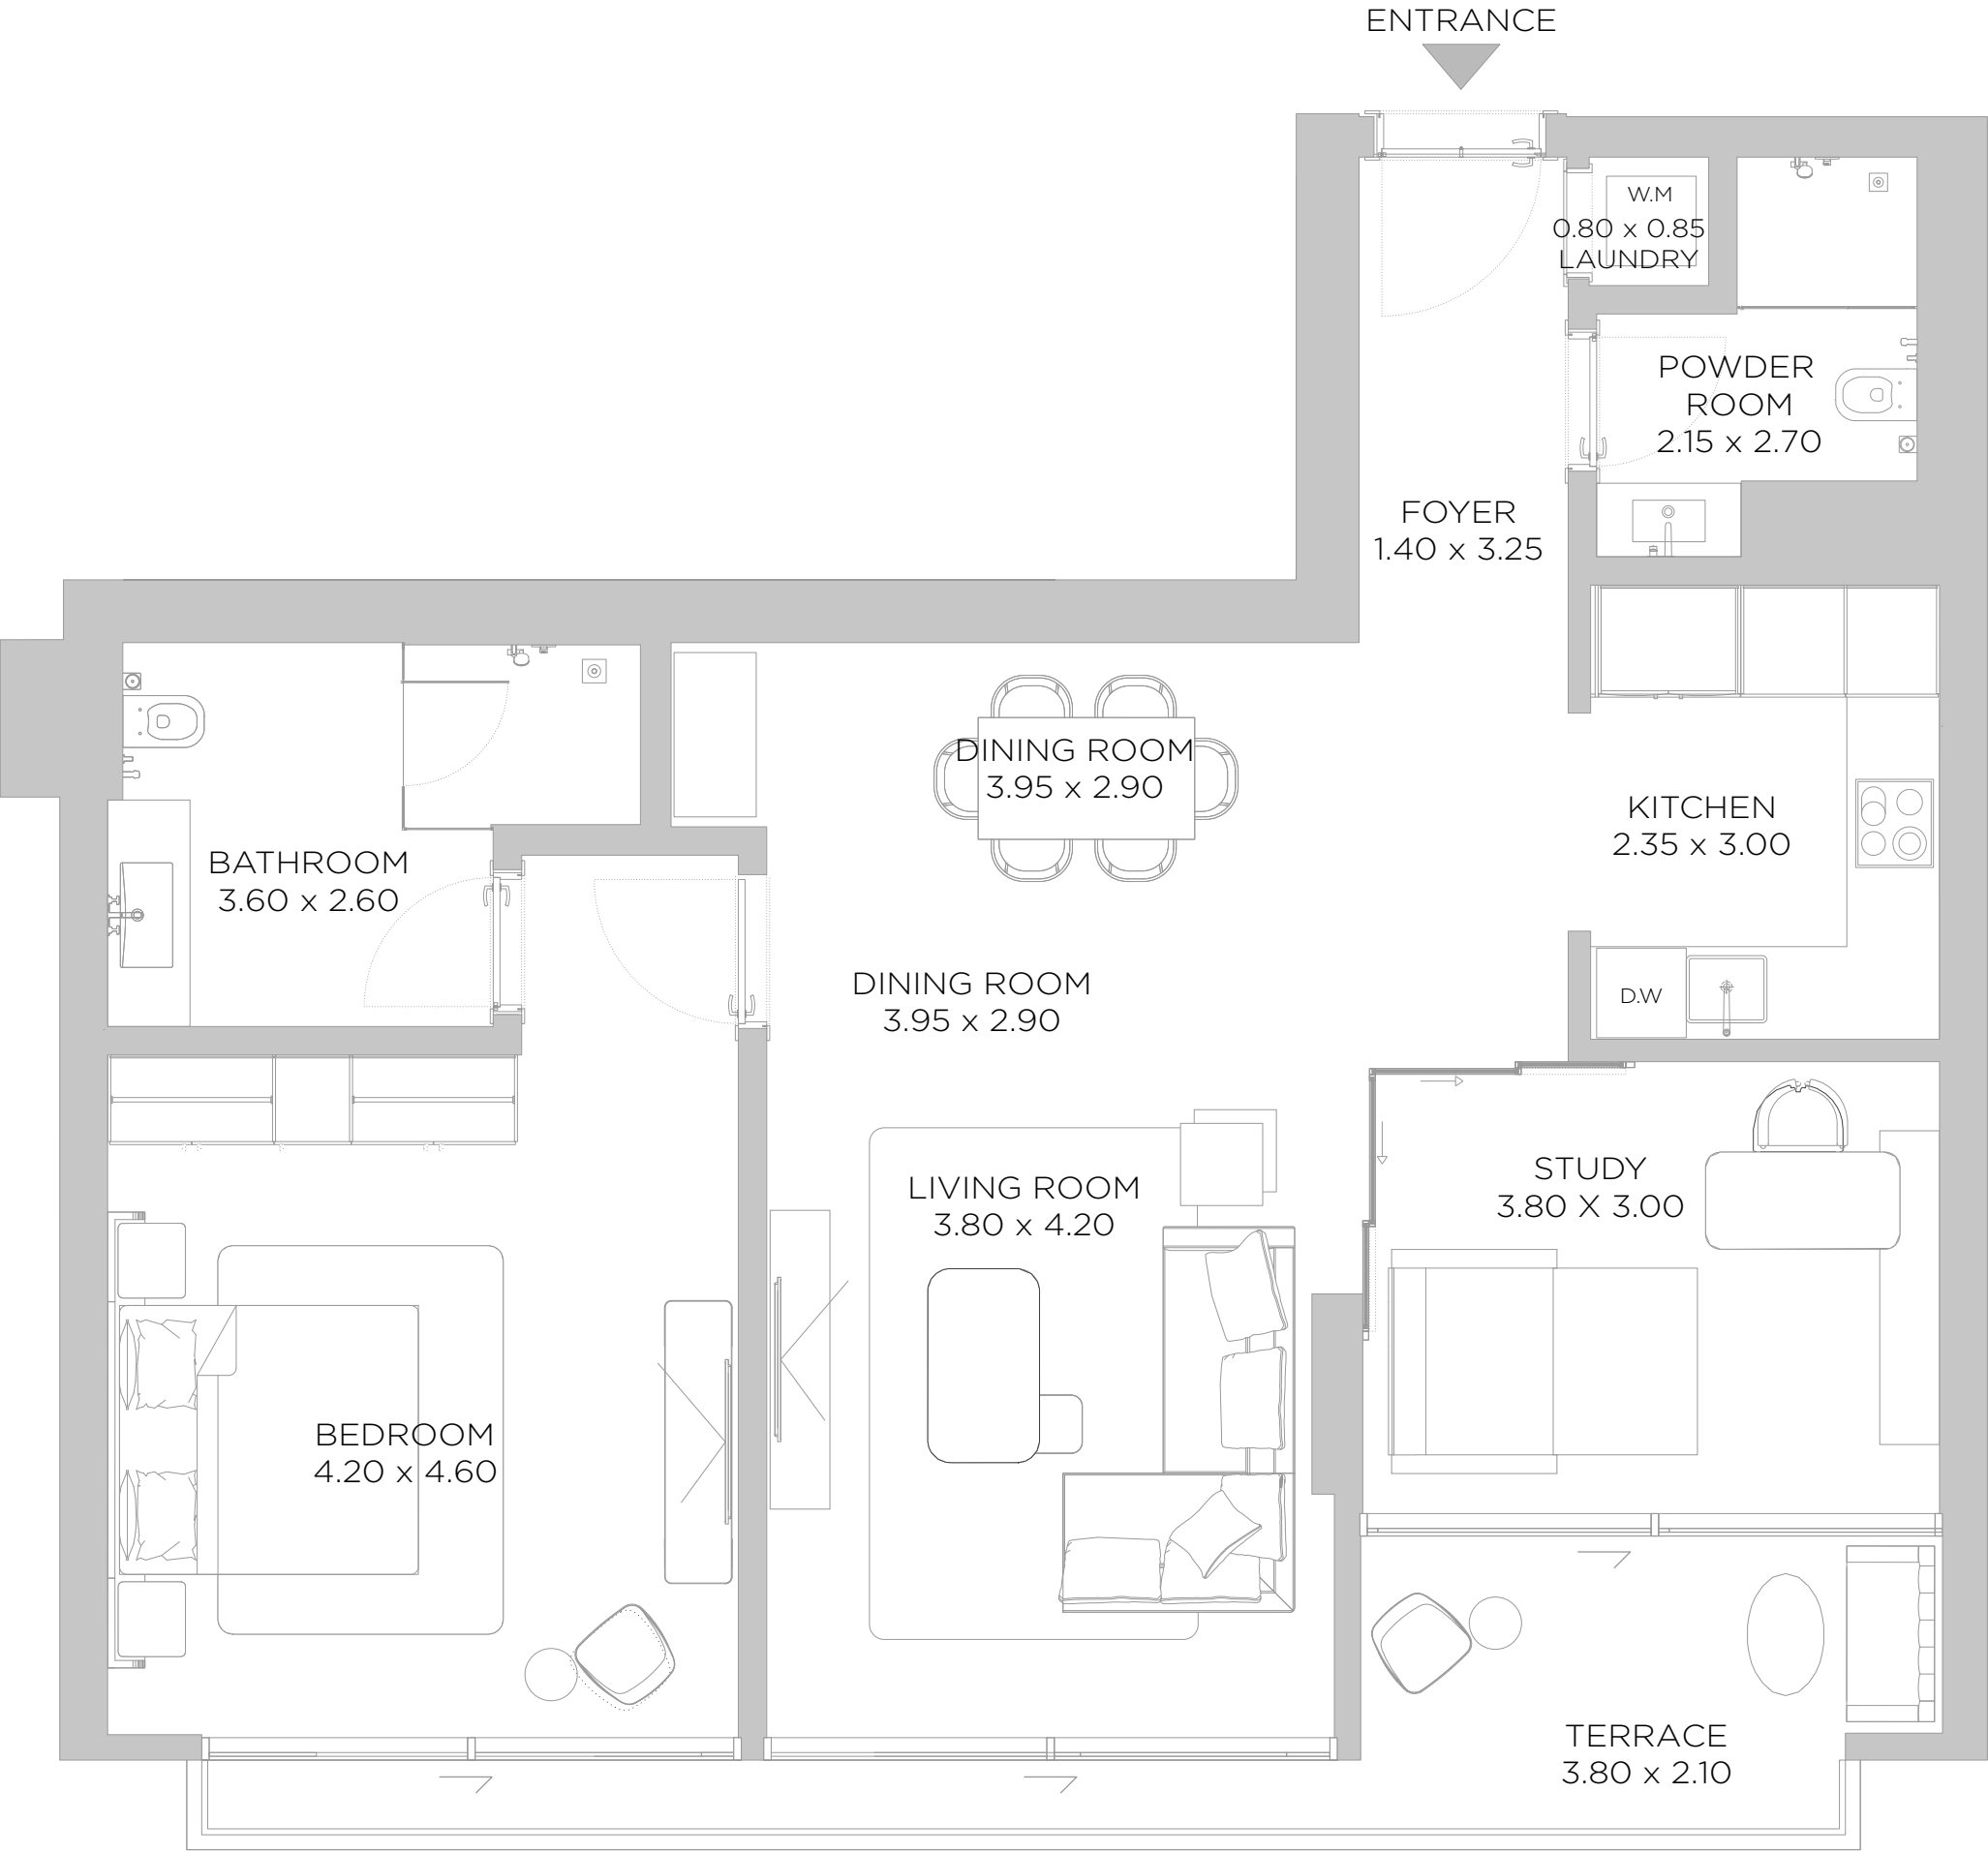 ENTRANCE
W.M
0.80 x 0.85
LAUNDRY
POWDER
ROOM
2.15 x 2.70
FOYER
1.40 x 3.25
DINING ROOM
3.95 x 2.90
KITCHEN
2.35 x 3.00
BATHROOM
3.60 x 2.60
DINING ROOM
3.95 x 2.90
D.W
LIVING ROOM
3.80 x 4.20
STUDY
3.80 X 3.00
BEDROOM
4.20 x 4.60
TERRACE
3.80 x 2.10